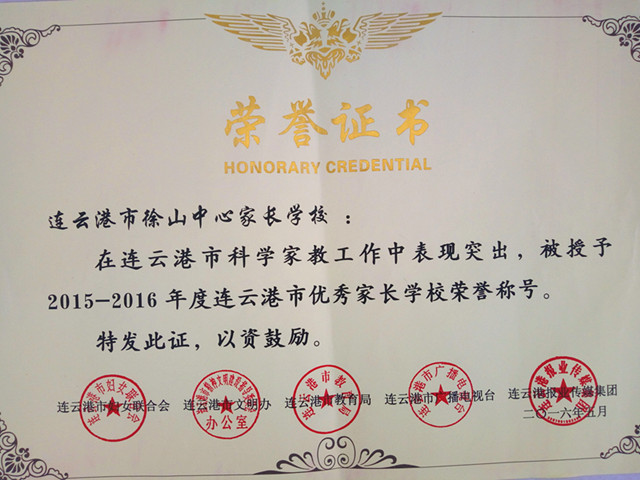 荣誉证书
HONORARY CREDENTIAL
连云港市徐山中心家长学校：
在连云港市科学家教工作中表现突出，被授予
2015-2016 年度连云港市优秀家长学校荣誉称号。
特发此证，以资鼓励。
连云港市妇女联合会 连云港市文明办 连云港市教育局 连云港市广播电视台 连云港报业传媒集团
办公室
二〇一六年五月